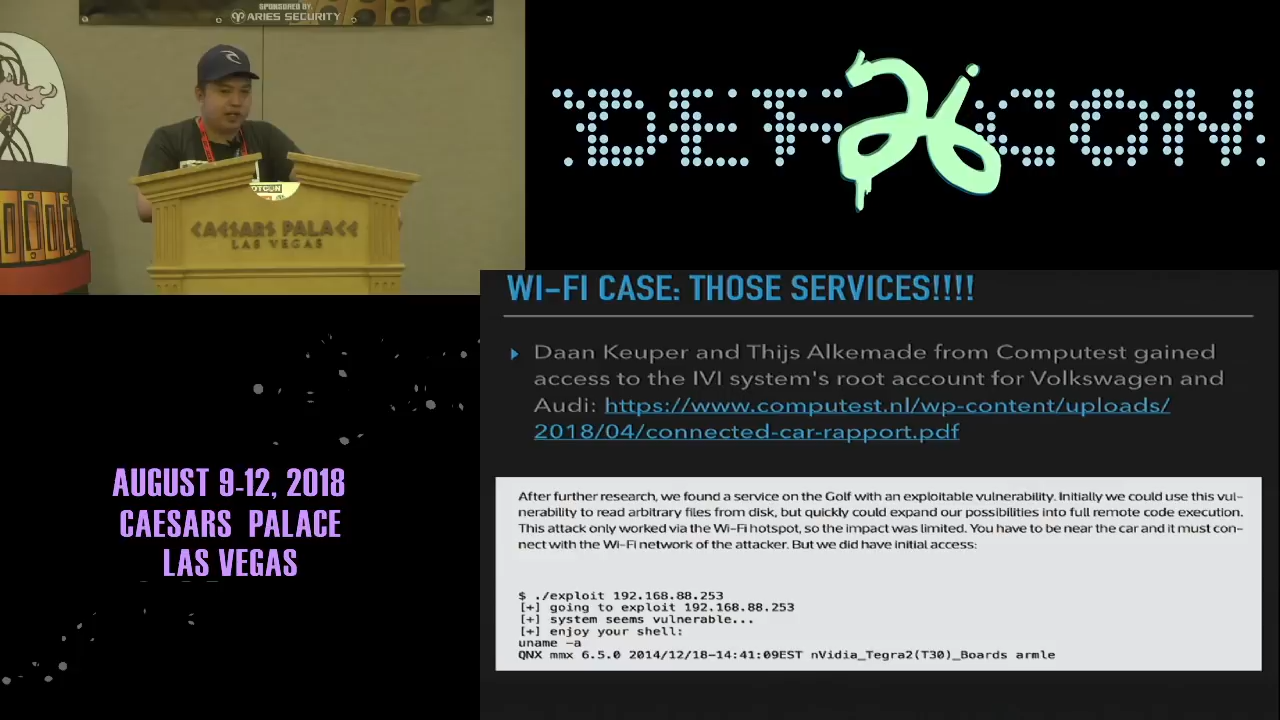 SPONSORED BY:
ARIES SECURITY
DEF 26 CON
CAESARS PALACE
LAS VEGAS
WI-FI CASE: THOSE SERVICES!!!!
Daan Keuper and Thijs Alkemade from Computest gained
access to the IVI system's root account for Volkswagen and
Audi: https://www.computest.nl/wp-content/uploads/
2018/04/connected-car-rapport.pdf
After further research, we found a service on the Golf with an exploitable vulnerability. Initially we could use this vul-
nerability to read arbitrary files from disk, but quickly could expand our possibilities into full remote code execution.
This attack only worked via the Wi-Fi hotspot, so the impact was limited. You have to be near the car and it must con-
nect with the Wi-Fi network of the attacker. But we did have initial access:
$ ./exploit 192.168.88.253
[+] going to exploit 192.168.88.253
[+] system seems vulnerable...
[+] enjoy your shell:
uname -a
QNX mmx 6.5.0 2014/12/18-14:41:09EST nVidia_Tegra2(T30)_Boards armle
AUGUST 9-12, 2018
CAESARS PALACE
LAS VEGAS